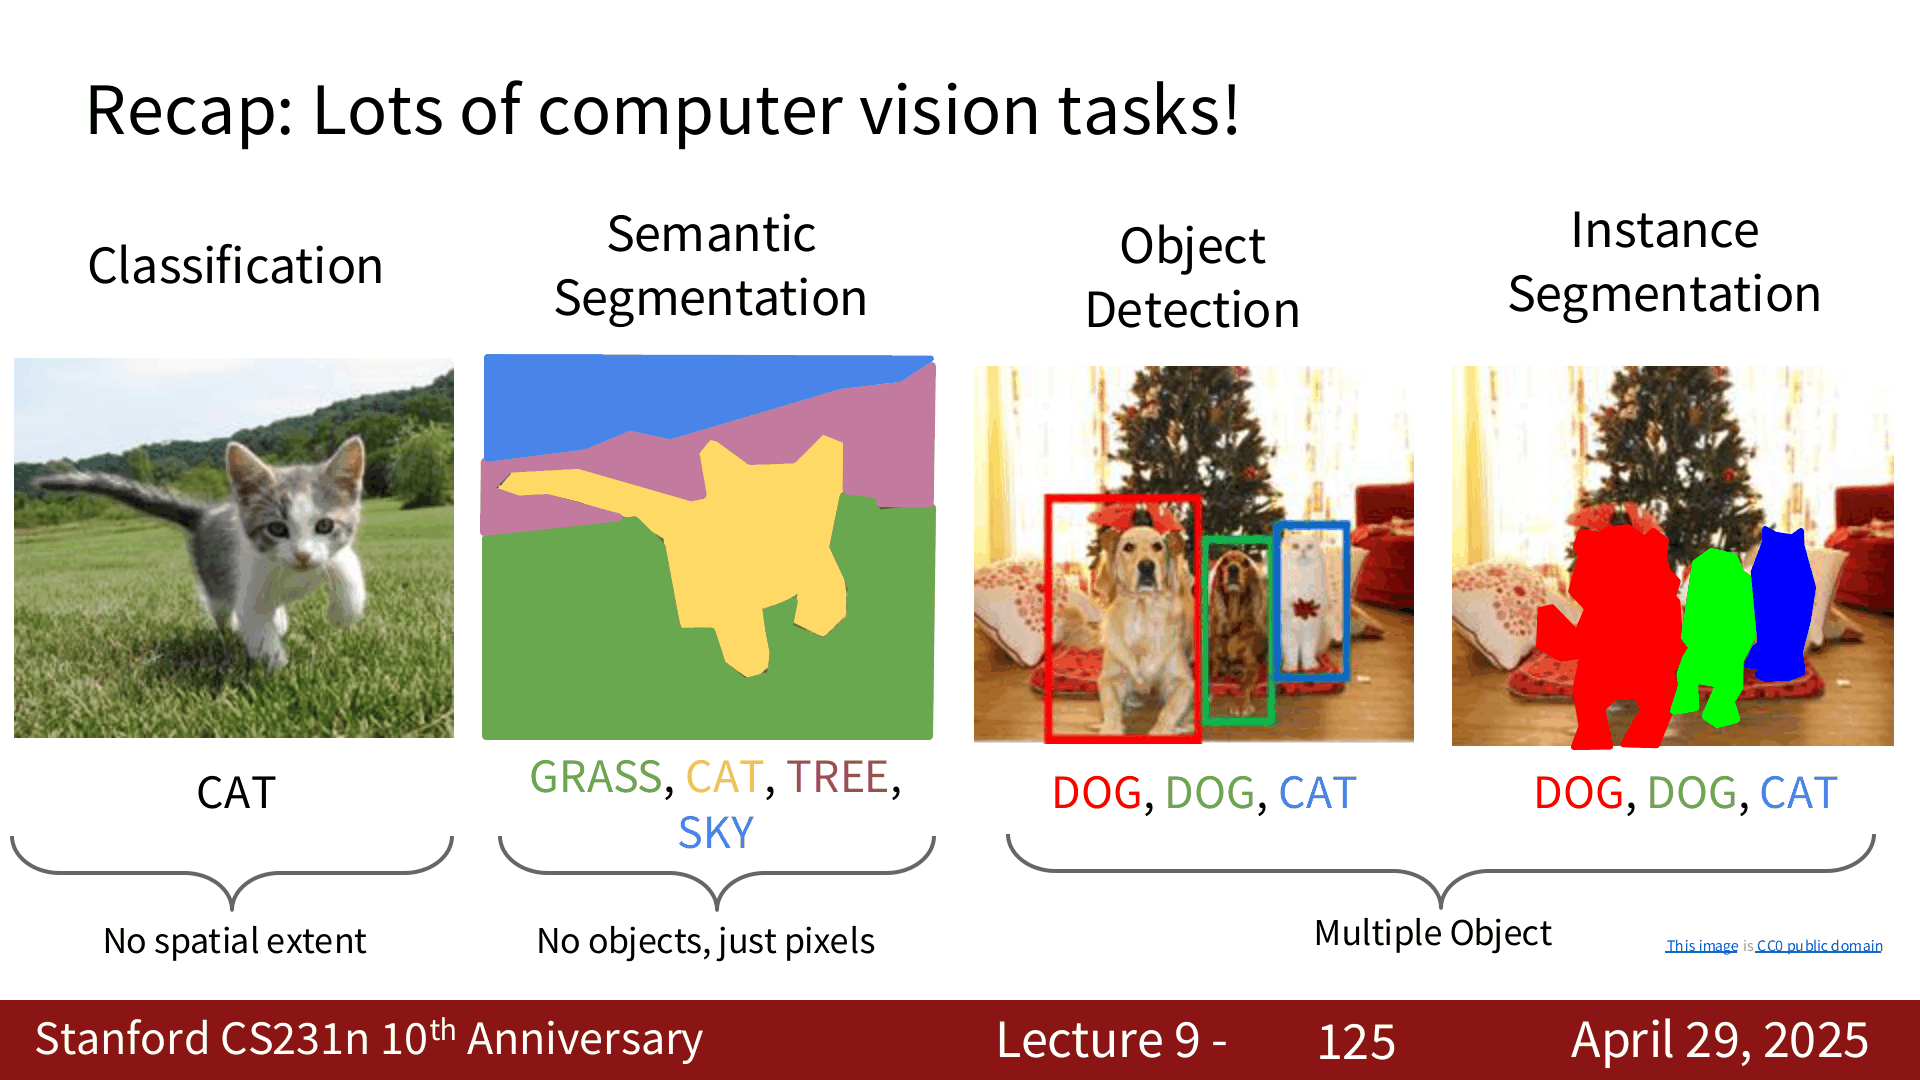 Recap: Lots of computer vision tasks!
Classification
Semantic
Segmentation
Object
Detection
Instance
Segmentation
CAT
GRASS, CAT, TREE,
SKY
DOG, DOG, CAT
DOG, DOG, CAT
No spatial extent
No objects, just pixels
Multiple Object
This image is CC0 public domain
Stanford CS231n 10th Anniversary
Lecture 9 - 125
April 29, 2025